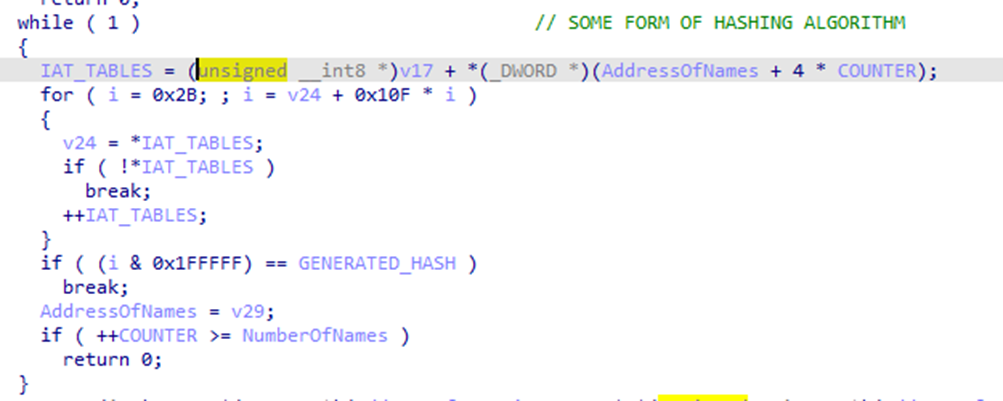 return 0;
while ( 1 ) // SOME FORM OF HASHING ALGORITHM
{
IAT_TABLES = (unsigned __int8 *)v17 + *(_DWORD *)(AddressOfNames + 4 * COUNTER);
for ( i = 0x2B; ; i = v24 + 0x10F * i )
{
v24 = *IAT_TABLES;
if ( !*IAT_TABLES )
break;
++IAT_TABLES;
}
if ( (i & 0x1FFFFF) == GENERATED_HASH )
break;
AddressOfNames = v29;
if ( ++COUNTER >= NumberOfNames )
return 0;
}